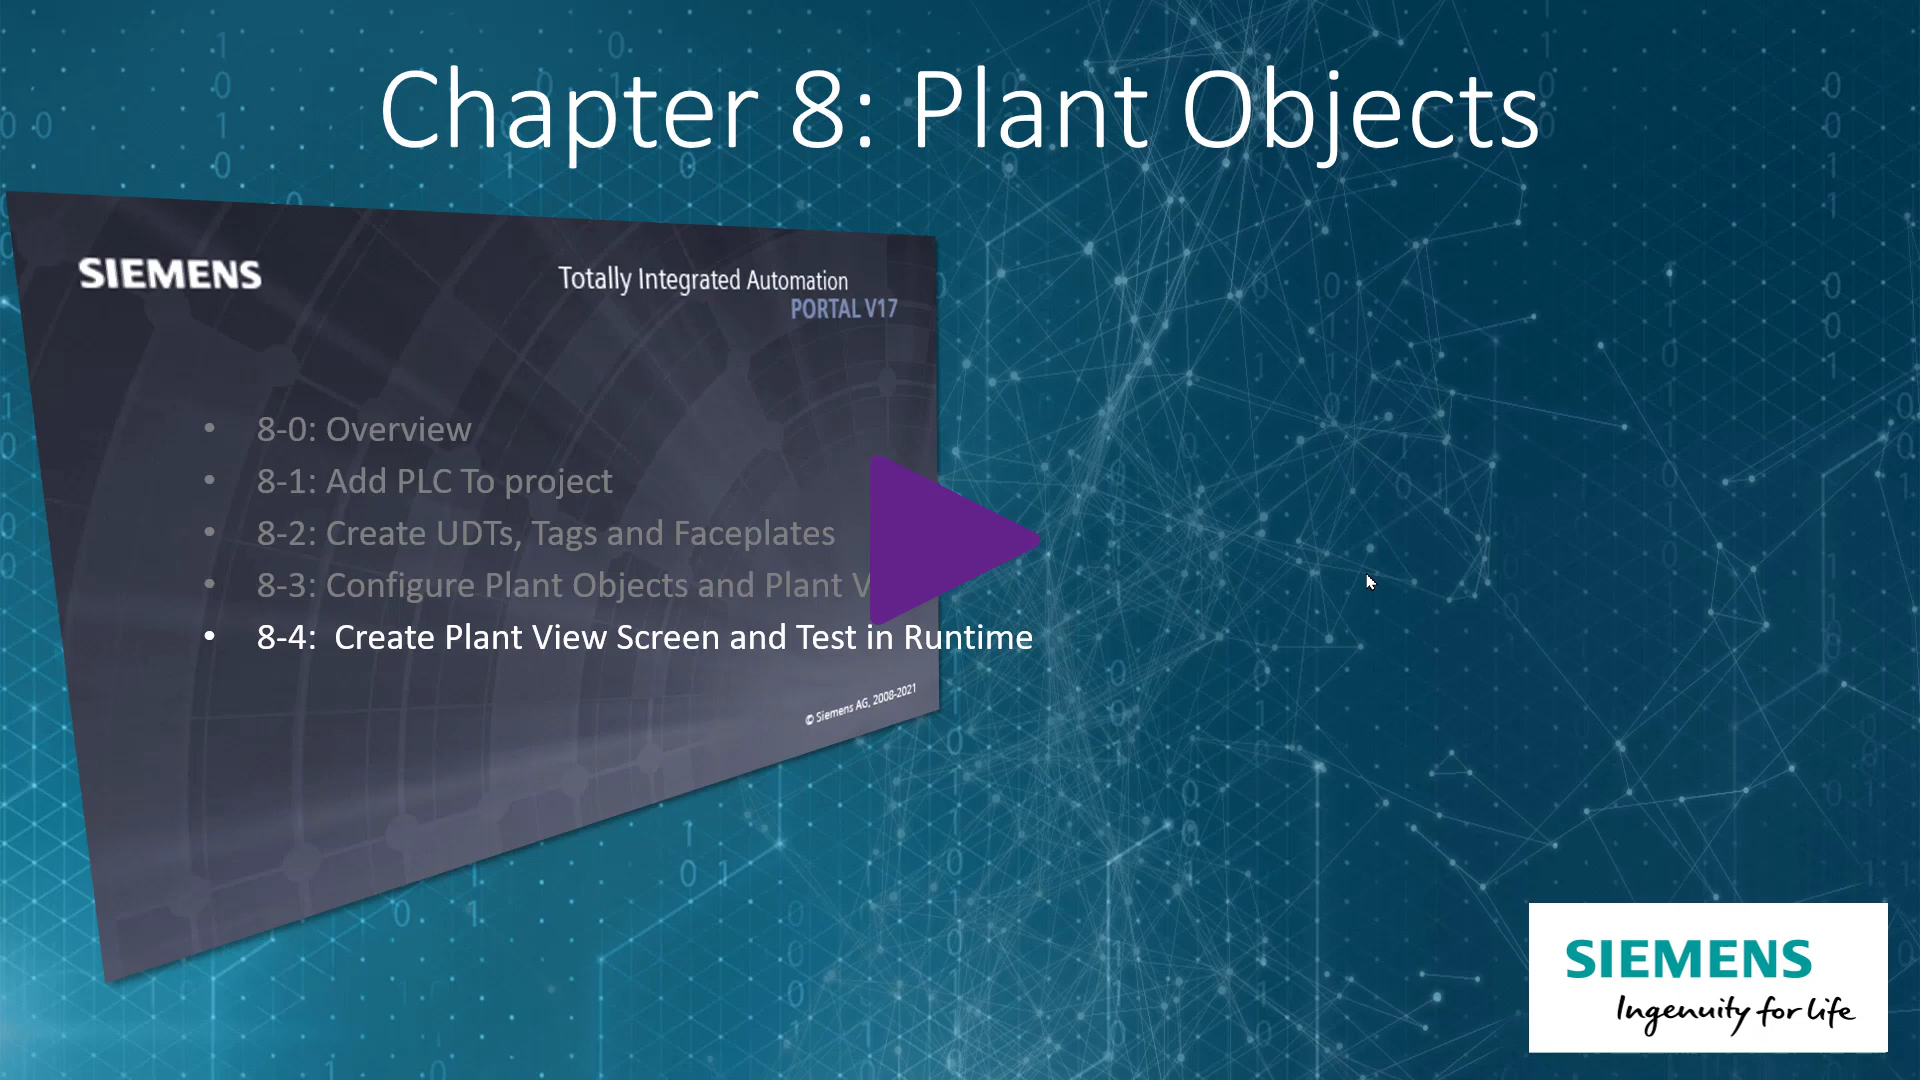 Chapter 8: Plant Objects
SIEMENS
Totally Integrated Automation
PORTAL V17
• 8-0: Overview
• 8-1: Add PLC To project
• 8-2: Create UDTs, Tags and Faceplates
• 8-3: Configure Plant Objects and Plant V
• 8-4: Create Plant View Screen and Test in Runtime
© Siemens AG, 2008-2021
SIEMENS
Ingenuity for life